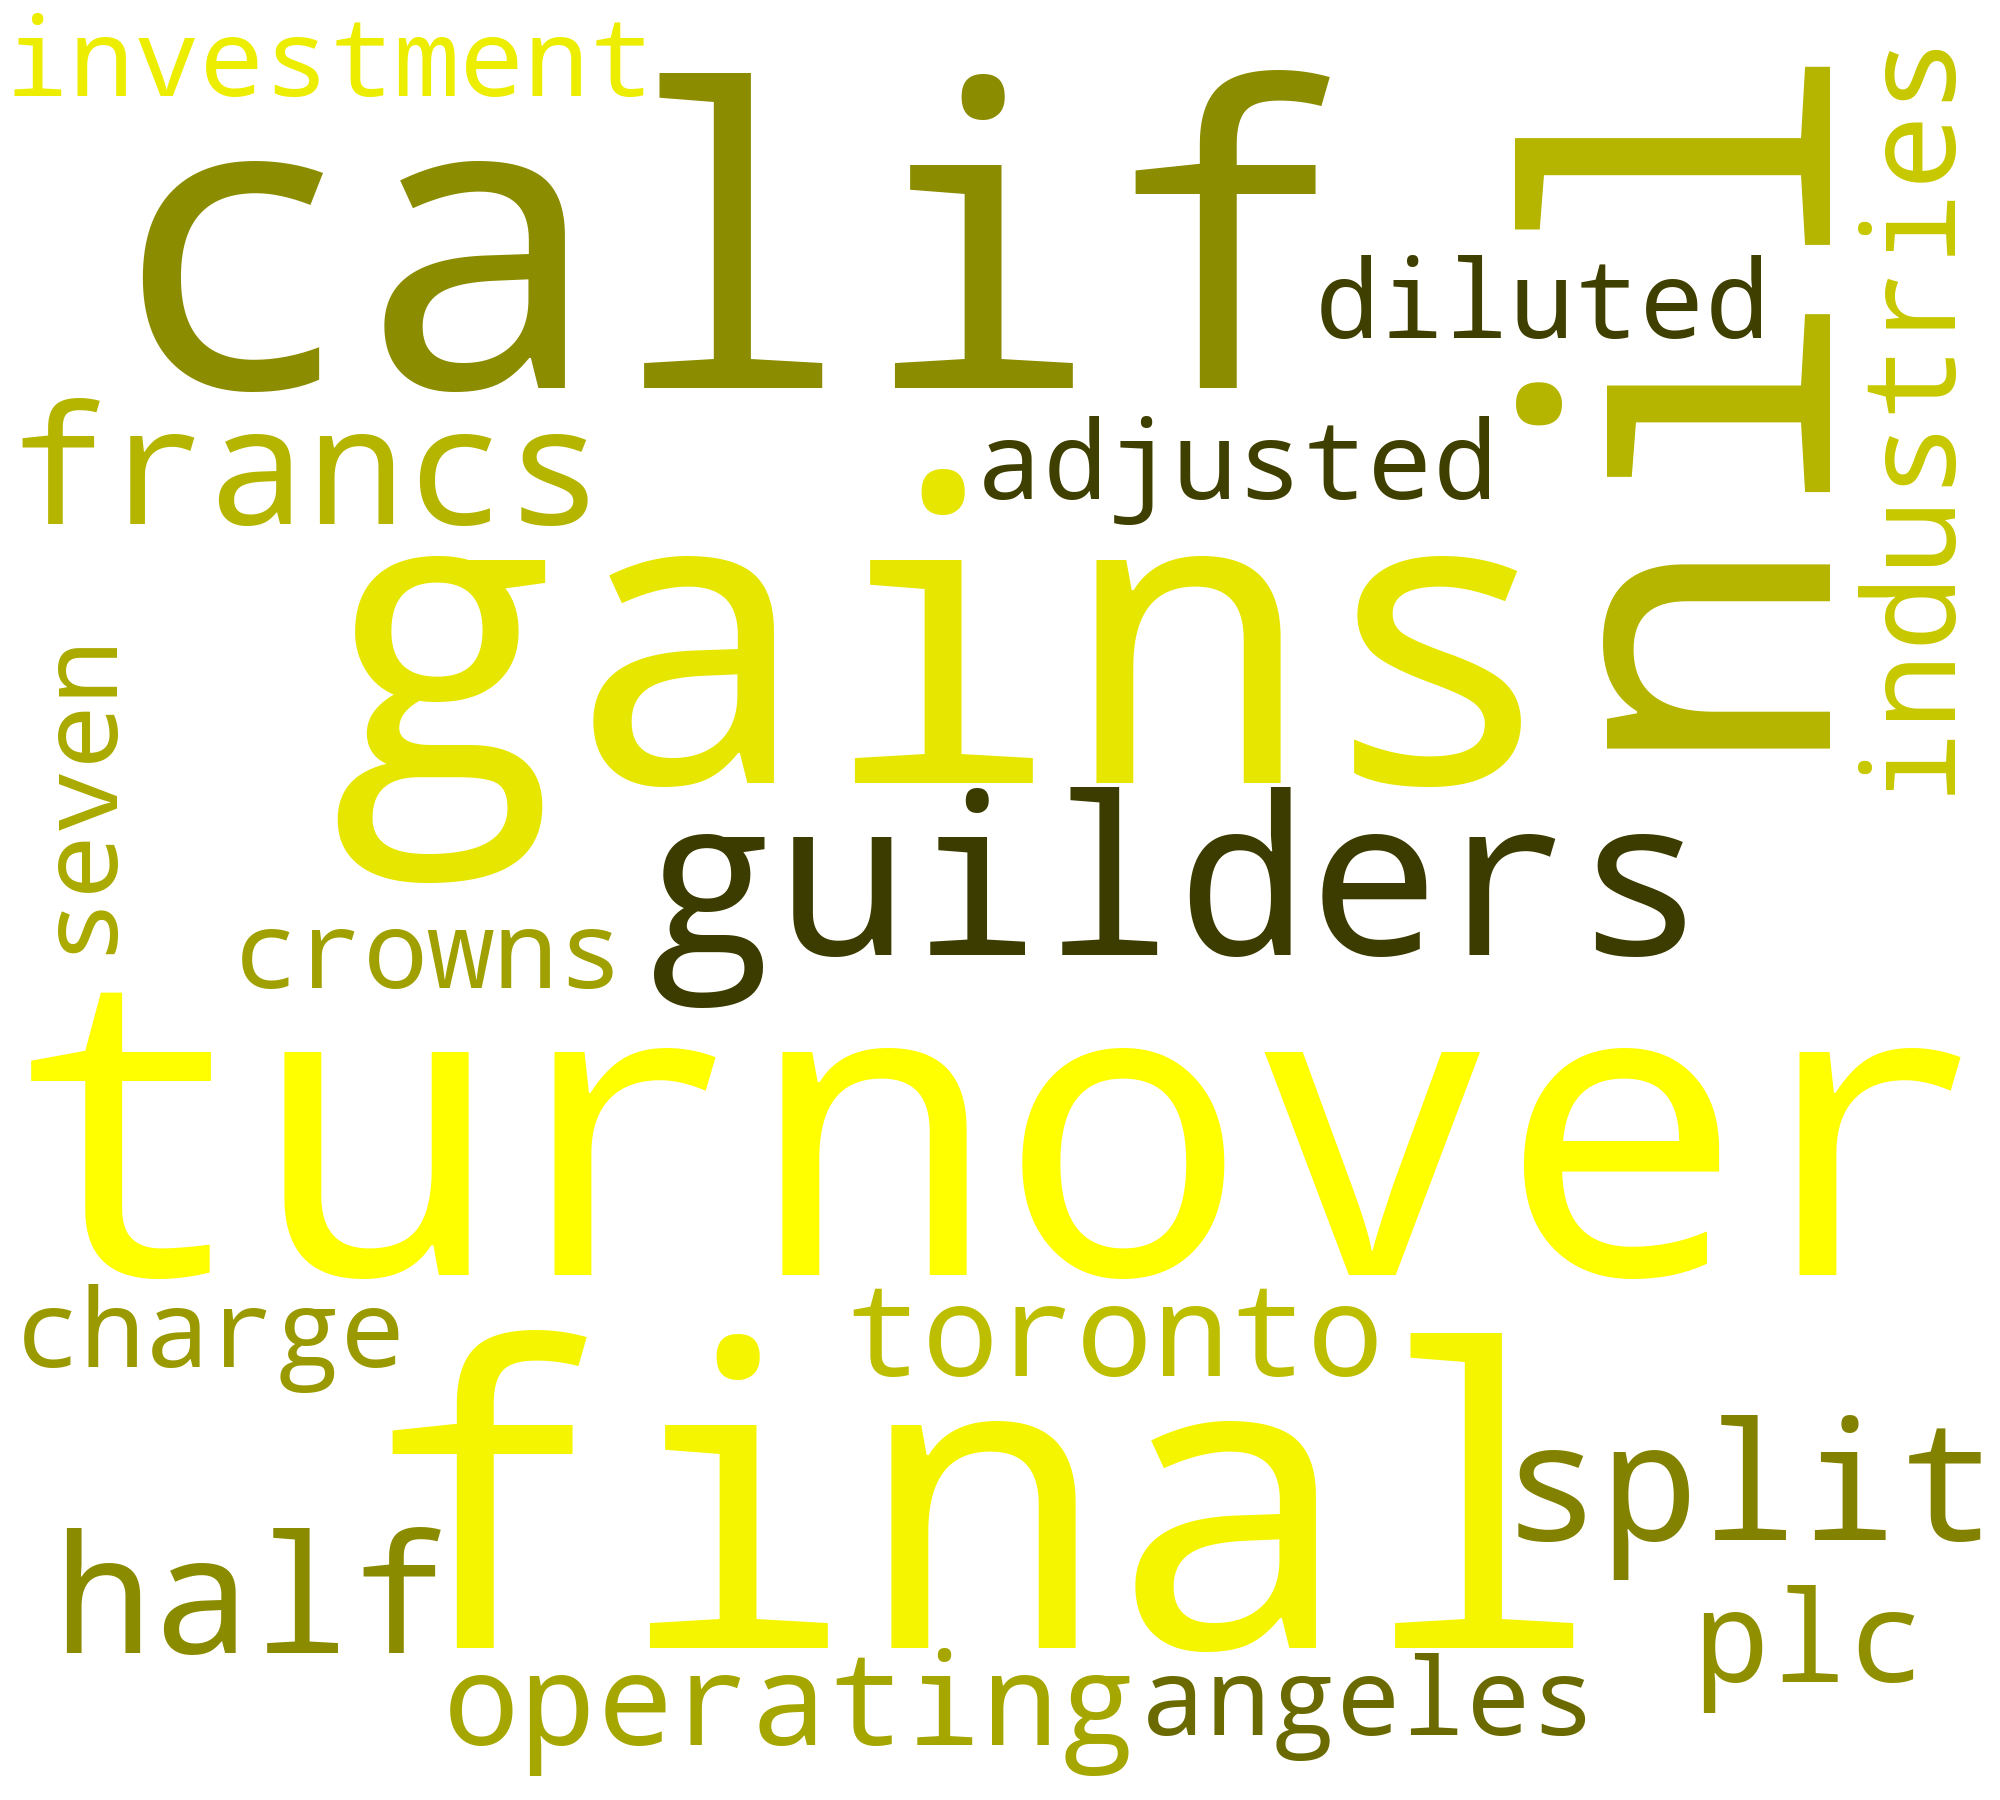 investment
calif
nil
industries
diluted
francs
adjusted
gains
seven
guilders
crowns
turnover
charge
toronto
final
split
half
plc
operating
angeles